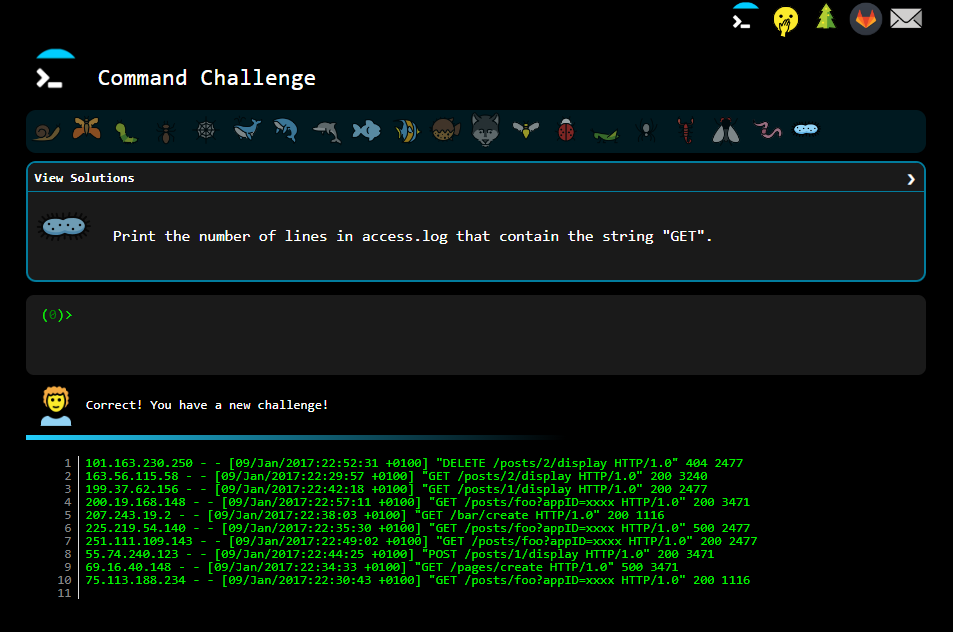 Command Challenge
View Solutions
Print the number of lines in access.log that contain the string "GET".
(0)>
Correct! You have a new challenge!
1 101.163.230.250 - - [09/Jan/2017:22:52:31 +0100] "DELETE /posts/2/display HTTP/1.0" 404 2477
2 163.56.115.58 - - [09/Jan/2017:22:29:57 +0100] "GET /posts/2/display HTTP/1.0" 200 3240
3 199.37.62.156 - - [09/Jan/2017:22:42:18 +0100] "GET /posts/1/display HTTP/1.0" 200 2477
4 200.19.168.148 - - [09/Jan/2017:22:57:11 +0100] "GET /posts/foo?appID=xxxx HTTP/1.0" 200 3471
5 207.243.19.2 - - [09/Jan/2017:22:38:03 +0100] "GET /bar/create HTTP/1.0" 200 1116
6 225.219.54.140 - - [09/Jan/2017:22:35:30 +0100] "GET /posts/foo?appID=xxxx HTTP/1.0" 500 2477
7 251.111.109.143 - - [09/Jan/2017:22:49:02 +0100] "GET /posts/foo?appID=xxxx HTTP/1.0" 200 2477
8 55.74.240.123 - - [09/Jan/2017:22:44:25 +0100] "POST /posts/1/display HTTP/1.0" 200 3471
9 69.16.40.148 - - [09/Jan/2017:22:34:33 +0100] "GET /pages/create HTTP/1.0" 500 3471
10 75.113.188.234 - - [09/Jan/2017:22:30:43 +0100] "GET /posts/foo?appID=xxxx HTTP/1.0" 200 1116
11